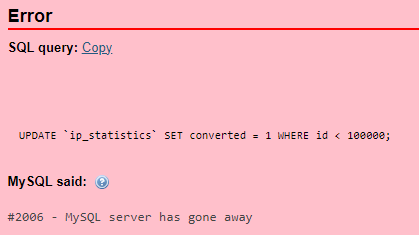 Error
SQL query: Copy
UPDATE `ip_statistics` SET converted = 1 WHERE id < 100000;
MySQL said:
#2006 - MySQL server has gone away